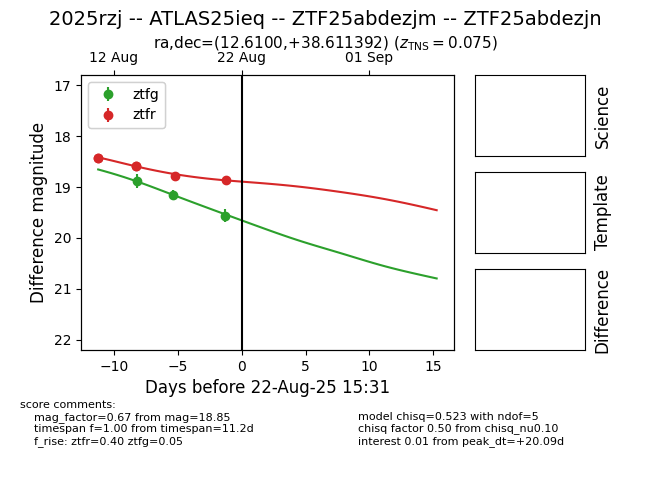 2025rzj -- ATLAS25ieq -- ZTF25abdezjm -- ZTF25abdezjn
ra,dec=(12.6100,+38.611392) (zTNS = 0.075)
12 Aug 22 Aug 01 Sep
ztfg
ztfr
17
18
19
20
21
22
Difference magnitude
−10 −5 0 5 10 15
Days before 22-Aug-25 15:31
Science
Template
Difference
score comments:
mag_factor=0.67 from mag=18.85
timespan f=1.00 from timespan=11.2d
f_rise: ztfr=0.40 ztfg=0.05
model chisq=0.523 with ndof=5
chisq factor 0.50 from chisq_nu0.10
interest 0.01 from peak_dt=+20.09d